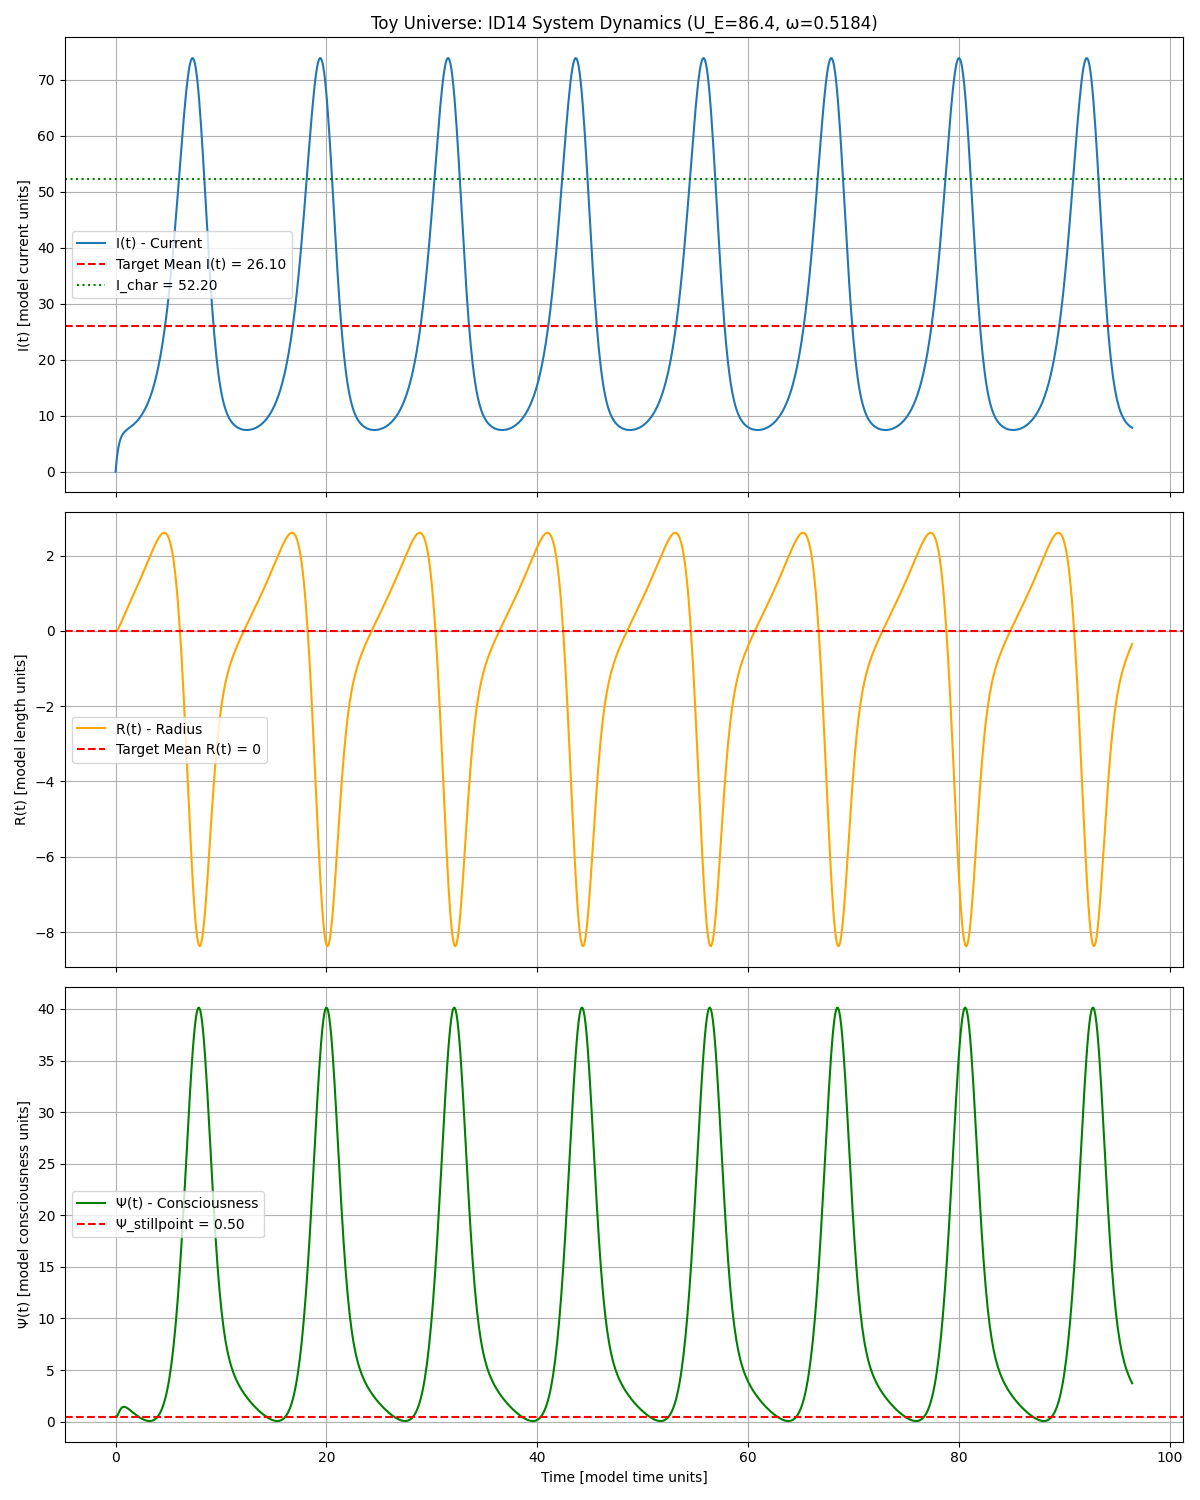 Toy Universe: ID14 System Dynamics (U_E=86.4, ω=0.5184)
I(t) [model current units]
70
60
50
40
30
20
10
0
I(t) - Current
Target Mean I(t) = 26.10
I_char = 52.20
R(t) [model length units]
2
0
−2
−4
−6
−8
R(t) - Radius
Target Mean R(t) = 0
Ψ(t) [model consciousness units]
40
35
30
25
20
15
10
5
0
Ψ(t) - Consciousness
Ψ_stillpoint = 0.50
0
20
40
60
80
100
Time [model time units]